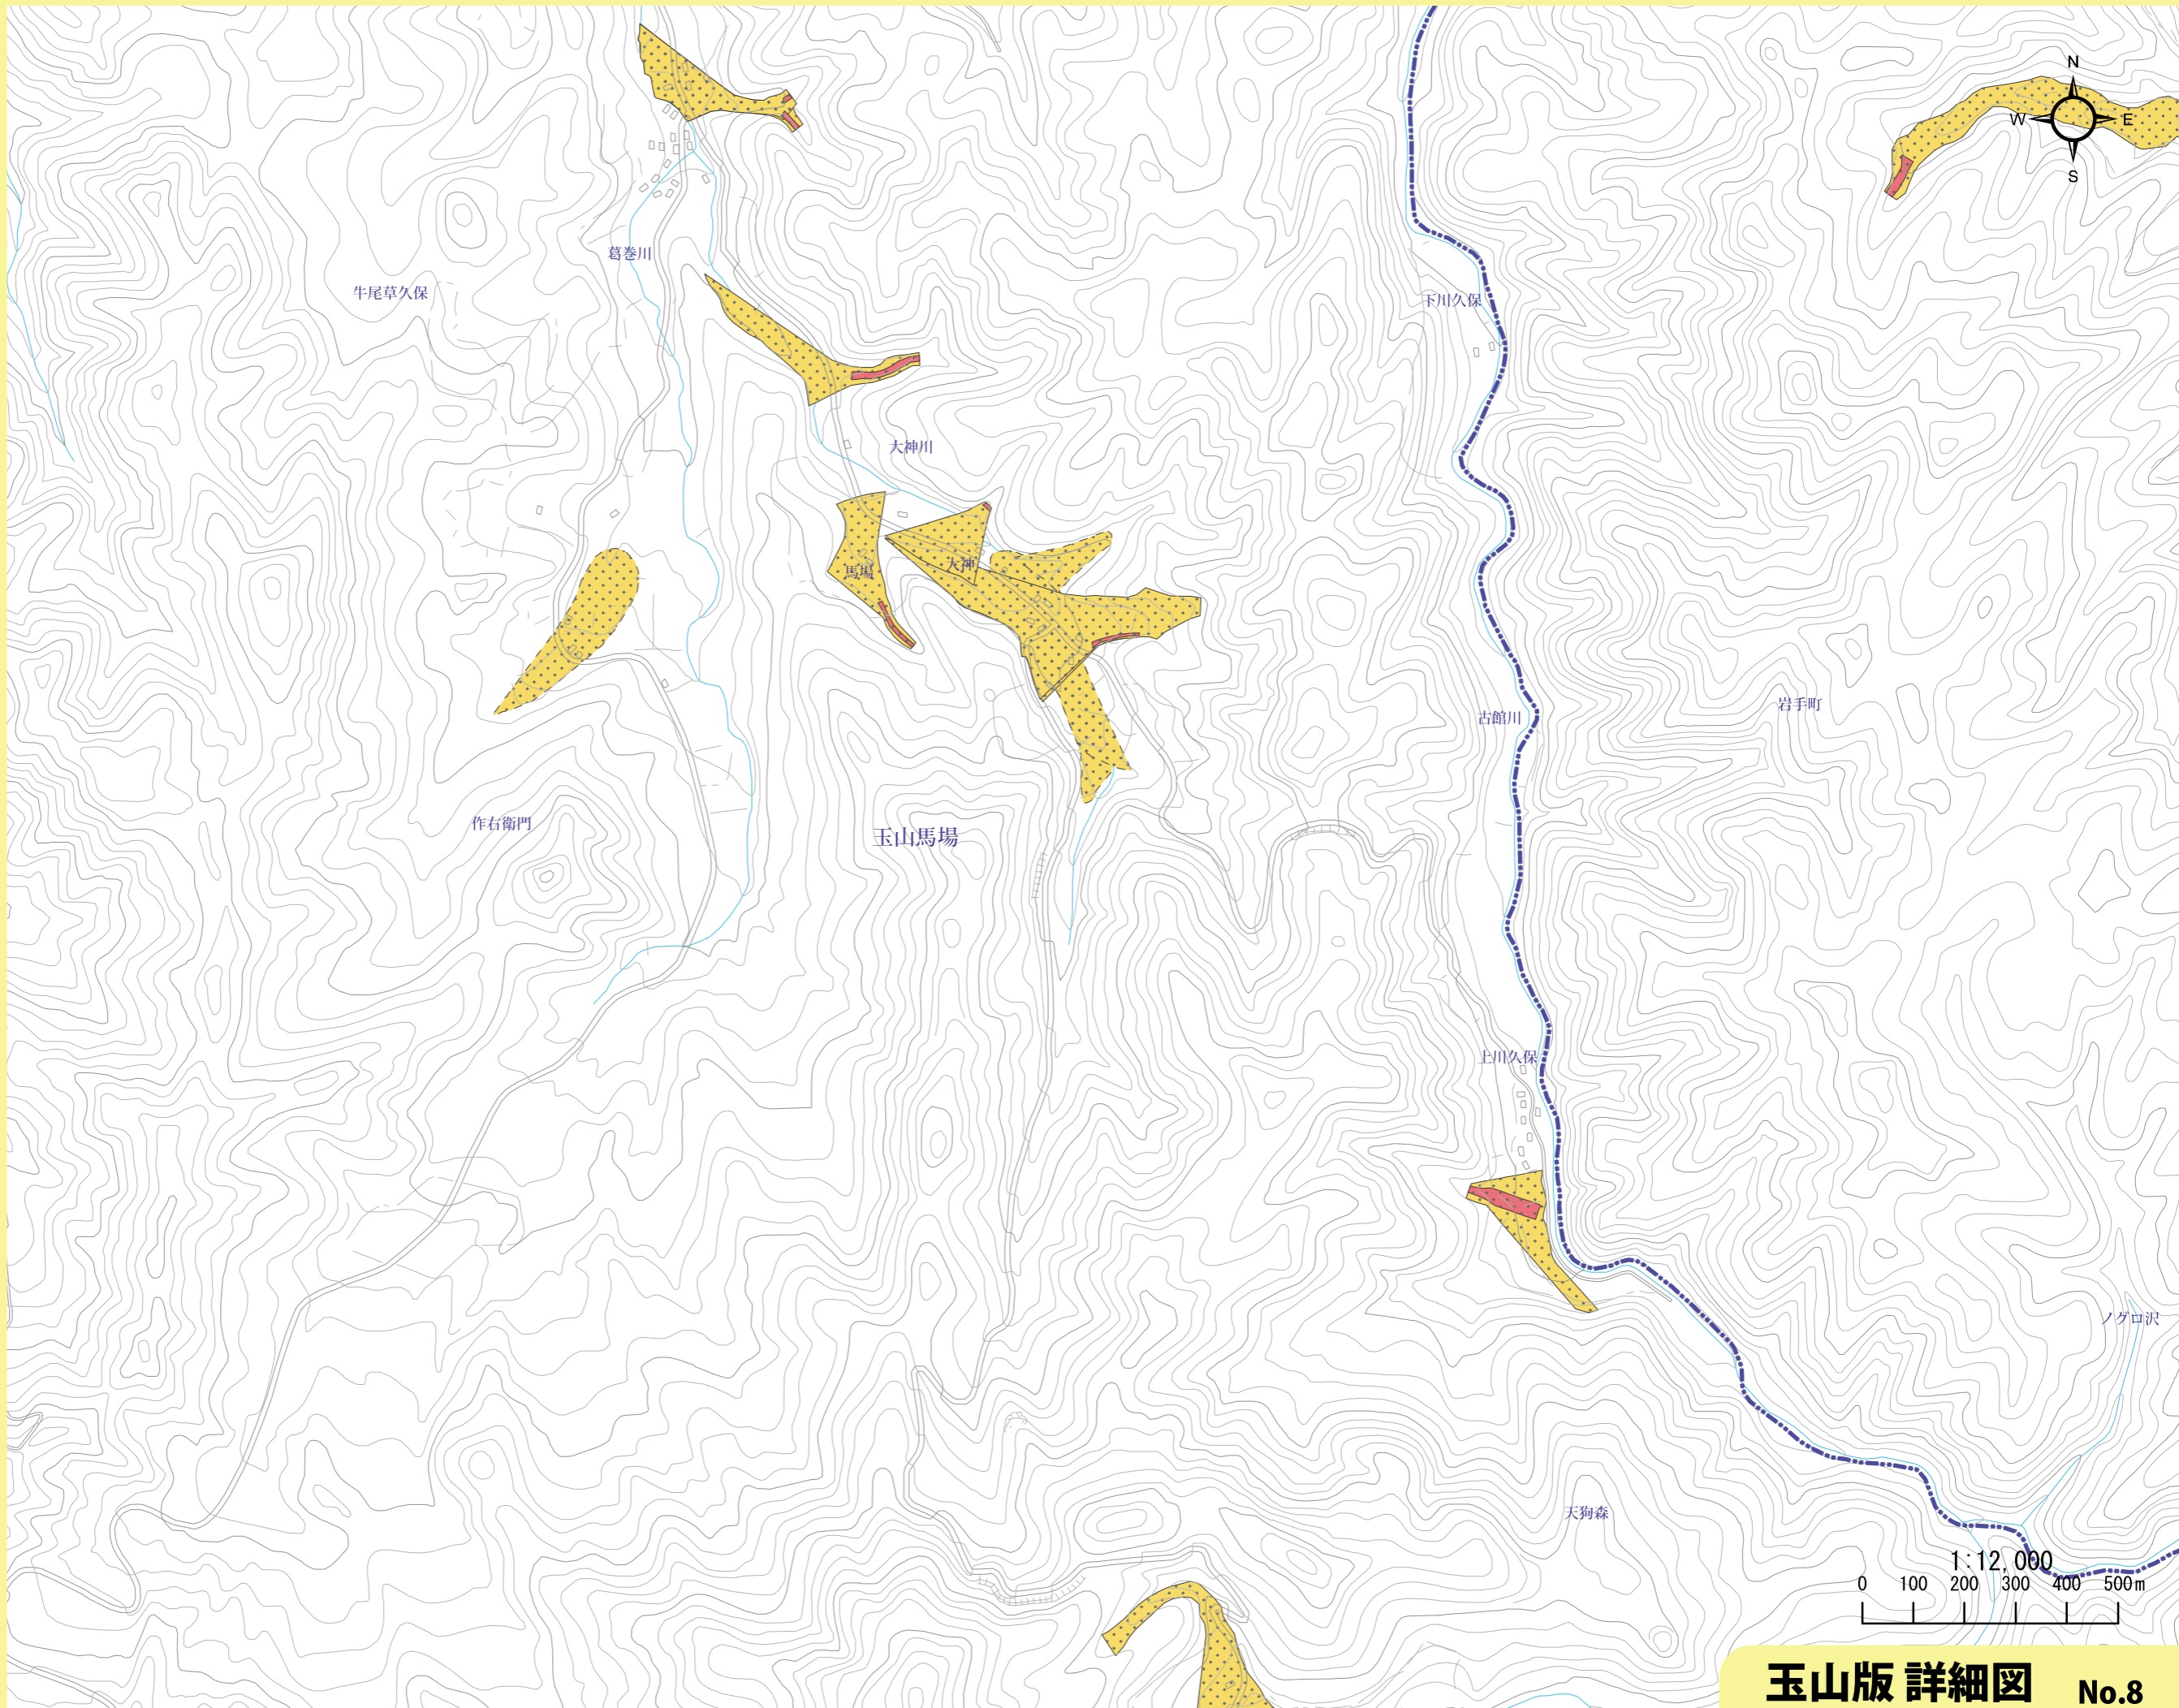 N
W
E
S
葛巻川
牛尾草久保
下川久保
大神川
馬場
大神
岩手町
古館川
作右衛門
玉山馬場
上川久保
ノグロ沢
天狗森
1:12,000
0 100 200 300 400 500m
玉山版 詳細図 No.8